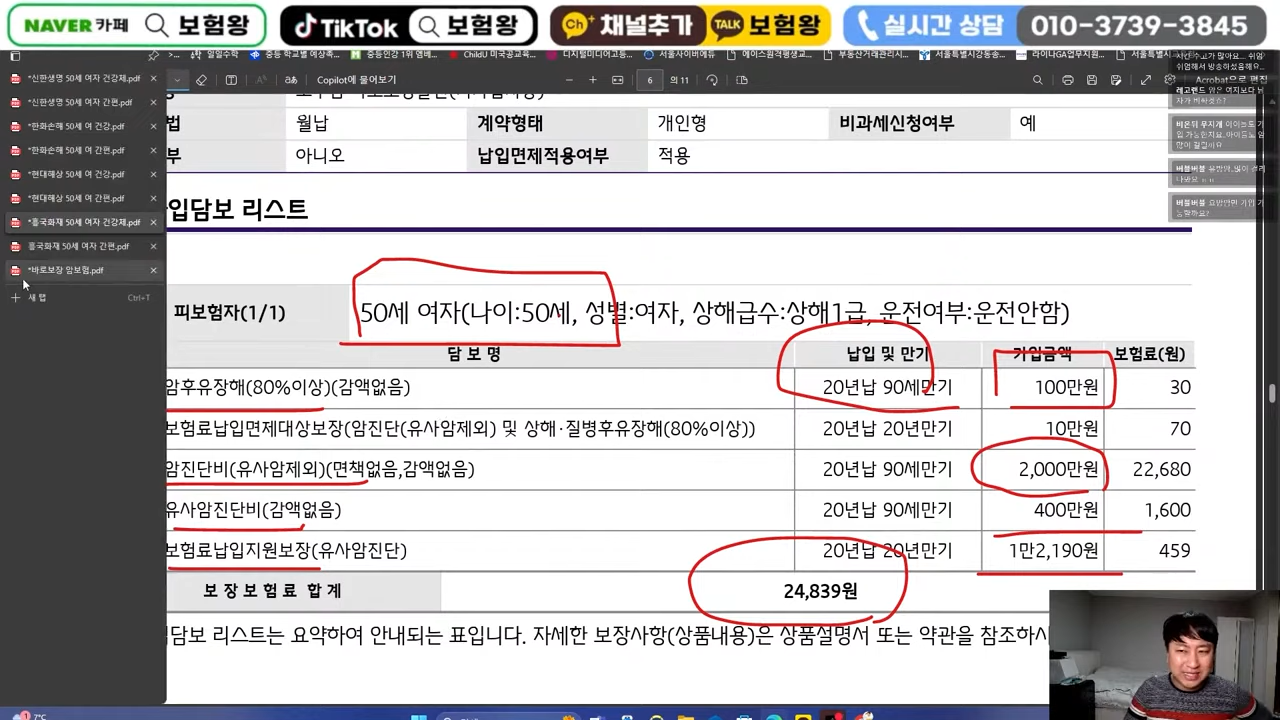 NAVER 카페 보험왕 TikTok 보험왕 Ch+ 채널추가 TALK 보험왕 실시간 상담 010-3739-3845
Copilot에 물어보기 6 의 11 Acrobat으로 편집
*신한생명 50세 여자 건강체.pdf
*신한생명 50세 여자 간편.pdf
*한화손해 50세 여 건강.pdf
*한화손해 50세 여 간편.pdf
*현대해상 50세 여 건강.pdf
*현대해상 50세 여 간편.pdf
*흥국화재 50세 여자 건강체.pdf
흥국화재 50세 여자 간편.pdf
*바로보장 암보험.pdf
새 탭 Ctrl+T
법 월납 계약형태 개인형 비과세신청여부 예
부 아니오 납입면제적용여부 적용
입담보 리스트
피보험자(1/1) 50세 여자(나이:50세, 성별:여자, 상해급수:상해1급, 운전여부:운전안함)
담 보 명 납입 및 만기 가입금액 보험료(원)
암후유장해(80%이상)(감액없음) 20년납 90세만기 100만원 30
보험료납입면제대상보장(암진단(유사암제외) 및 상해·질병후유장해(80%이상)) 20년납 20년만기 10만원 70
암진단비(유사암제외)(면책없음,감액없음) 20년납 90세만기 2,000만원 22,680
유사암진단비(감액없음) 20년납 90세만기 400만원 1,600
보험료납입지원보장(유사암진단) 20년납 20년만기 1만2,190원 459
보 장 보 험 료 합 계 24,839원
입담보 리스트는 요약하여 안내되는 표입니다. 자세한 보장사항(상품내용)은 상품설명서 또는 약관을 참조하시
7℃